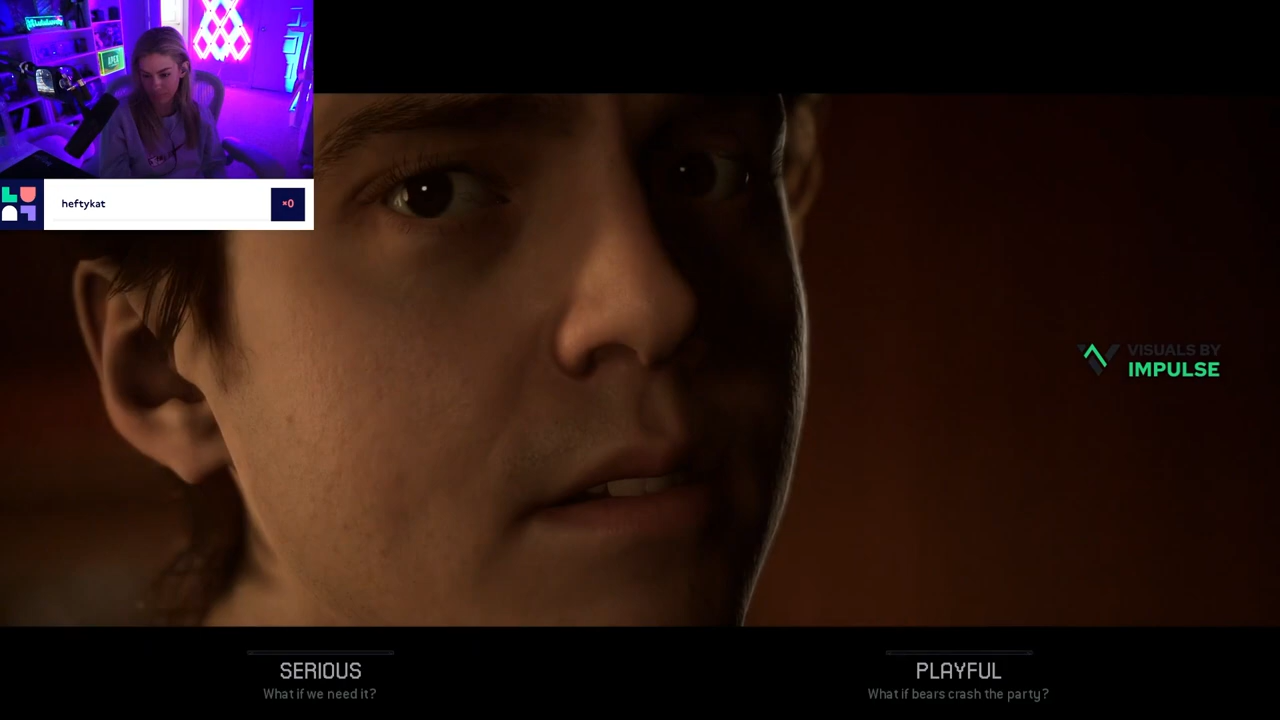 heftykat
×0
VISUALS BY
IMPULSE
SERIOUS
What if we need it?
PLAYFUL
What if bears crash the party?